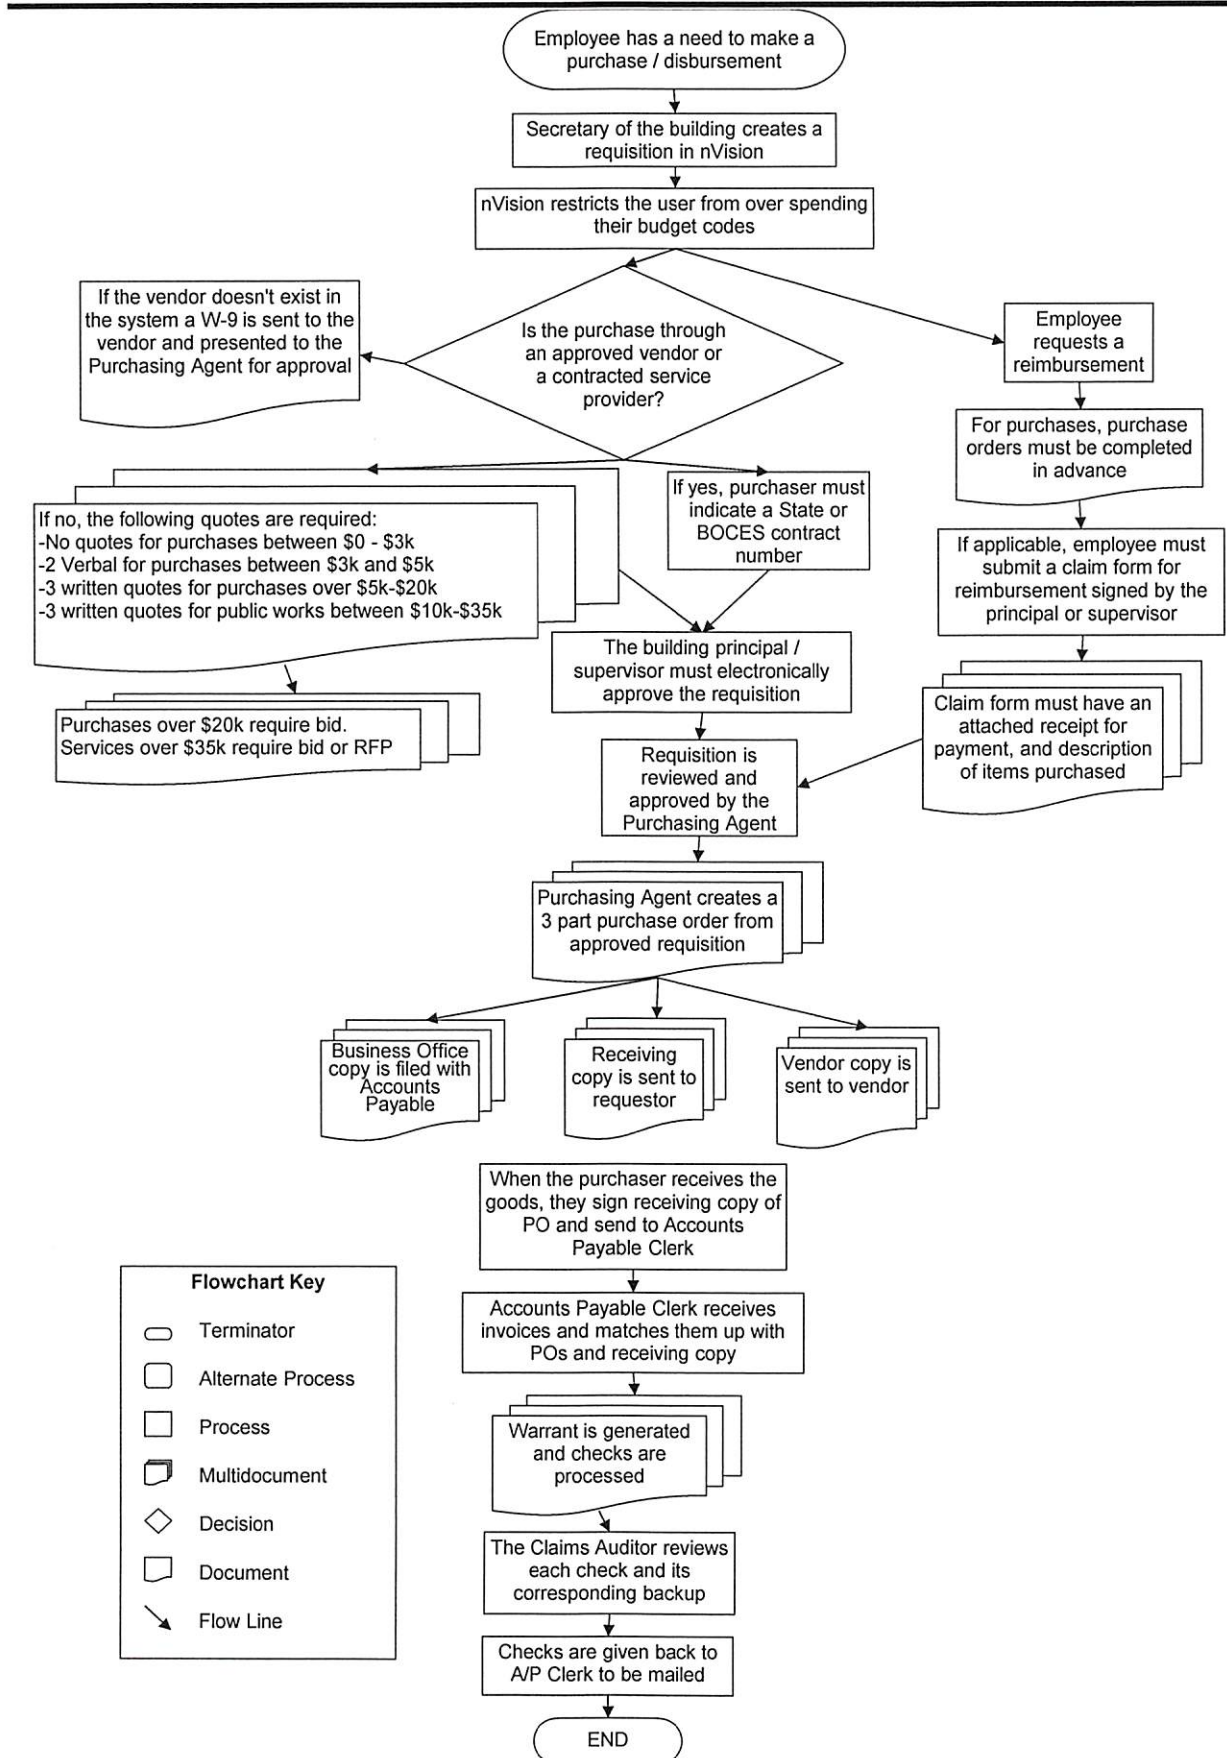 Employee has a need to make a
purchase / disbursement
Secretary of the building creates a
requisition in nVision
nVision restricts the user from over spending
their budget codes
If the vendor doesn't exist in
the system a W-9 is sent to the
vendor and presented to the
Purchasing Agent for approval
Is the purchase through
an approved vendor or
a contracted service
provider?
Employee
requests a
reimbursement
For purchases, purchase
orders must be completed
in advance
If no, the following quotes are required:
-No quotes for purchases between $0 - $3k
-2 Verbal for purchases between $3k and $5k
-3 written quotes for purchases over $5k-$20k
-3 written quotes for public works between $10k-$35k
If yes, purchaser must
indicate a State or
BOCES contract
number
If applicable, employee must
submit a claim form for
reimbursement signed by the
principal or supervisor
The building principal /
supervisor must electronically
approve the requisition
Purchases over $20k require bid.
Services over $35k require bid or RFP
Claim form must have an
attached receipt for
payment, and description
of items purchased
Requisition is
reviewed and
approved by the
Purchasing Agent
Purchasing Agent creates a
3 part purchase order from
approved requisition
Business Office
copy is filed with
Accounts
Payable
Receiving
copy is sent to
requestor
Vendor copy is
sent to vendor
When the purchaser receives the
goods, they sign receiving copy of
PO and send to Accounts
Payable Clerk
Accounts Payable Clerk receives
invoices and matches them up with
POs and receiving copy
Warrant is generated
and checks are
processed
The Claims Auditor reviews
each check and its
corresponding backup
Checks are given back to
A/P Clerk to be mailed
END
Flowchart Key
Terminator
Alternate Process
Process
Multidocument
Decision
Document
Flow Line